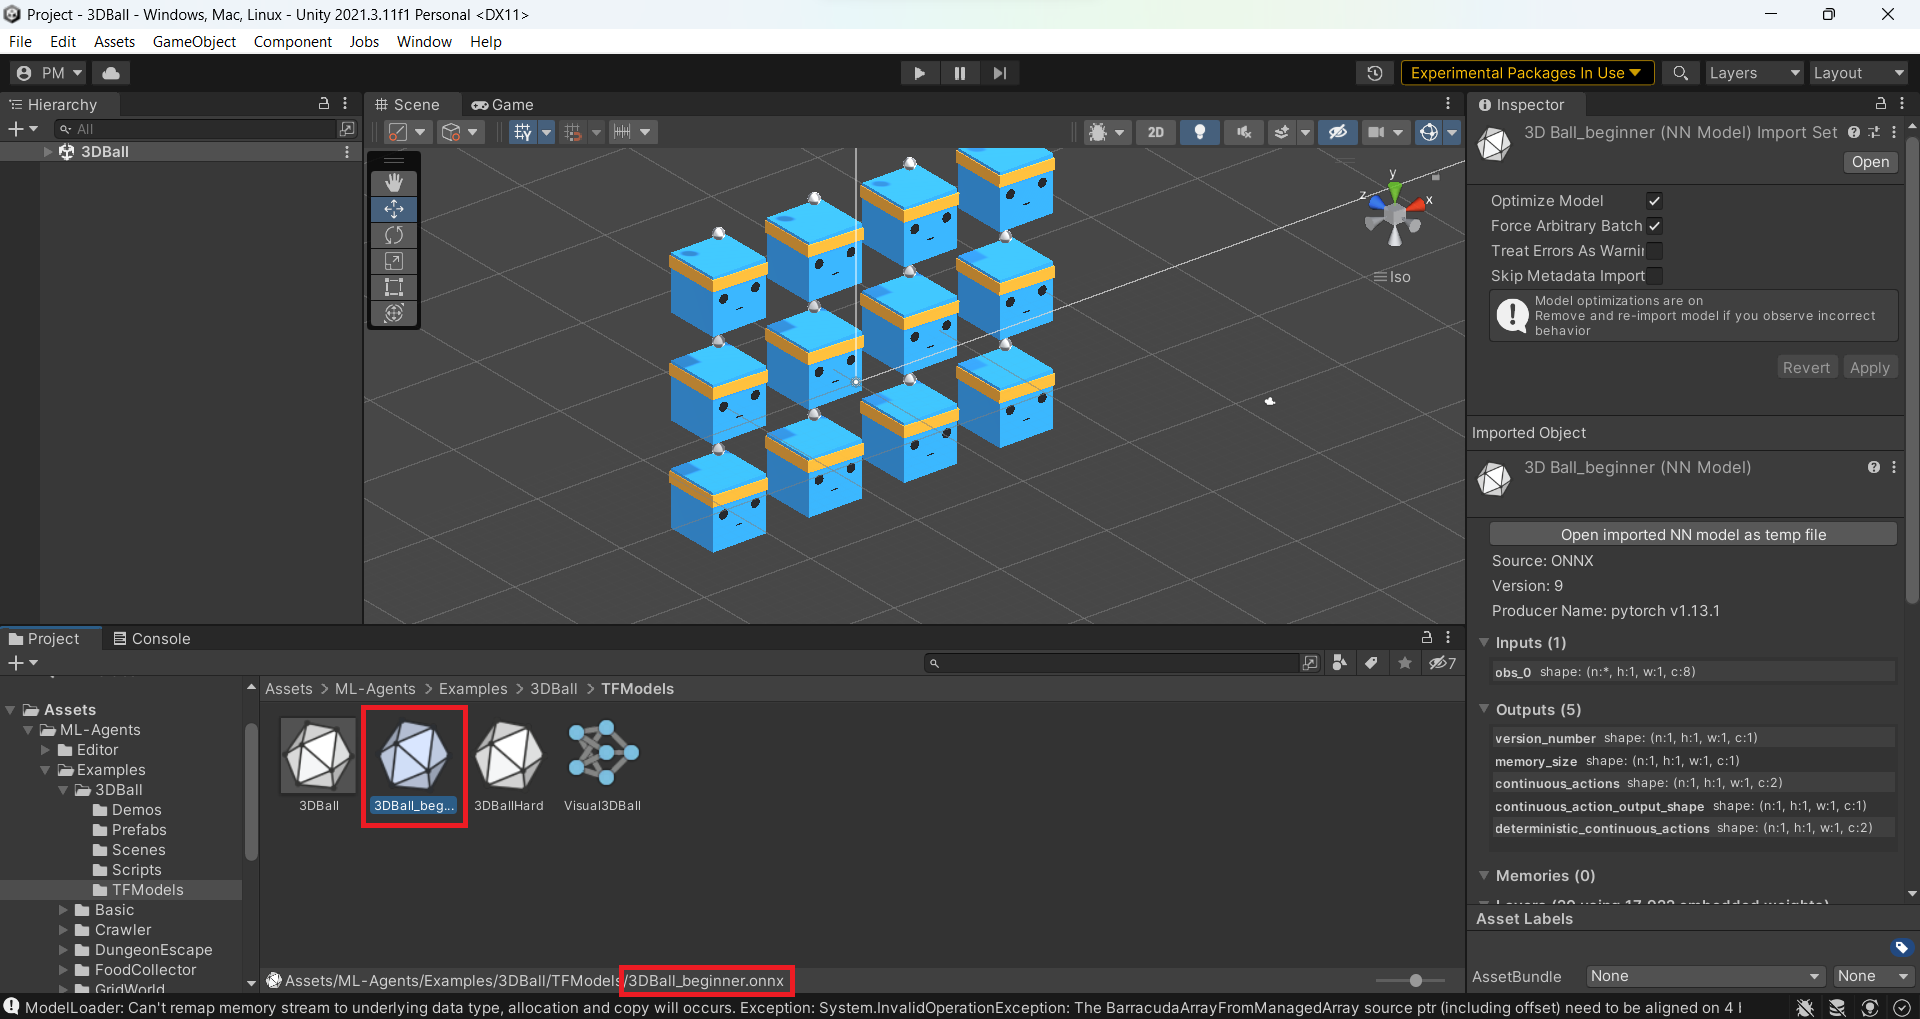 Project - 3DBall - Windows, Mac, Linux - Unity 2021.3.11f1 Personal <DX11>
File Edit Assets GameObject Component Jobs Window Help
PM
Experimental Packages In Use
Layers
Layout
Hierarchy
All
3DBall
Scene
Game
2D
y
z
x
Iso
Inspector
3D Ball_beginner (NN Model) Import Set
Open
Optimize Model
Force Arbitrary Batch
Treat Errors As Warnir
Skip Metadata Import
Model optimizations are on
Remove and re-import model if you observe incorrect
behavior
Revert
Apply
Imported Object
3D Ball_beginner (NN Model)
Open imported NN model as temp file
Source: ONNX
Version: 9
Producer Name: pytorch v1.13.1
Inputs (1)
obs_0 shape: (n:*, h:1, w:1, c:8)
Outputs (5)
version_number shape: (n:1, h:1, w:1, c:1)
memory_size shape: (n:1, h:1, w:1, c:1)
continuous_actions shape: (n:1, h:1, w:1, c:2)
continuous_action_output_shape shape: (n:1, h:1, w:1, c:1)
deterministic_continuous_actions shape: (n:1, h:1, w:1, c:2)
Memories (0)
Asset Labels
AssetBundle
None
None
Project
Console
7
Assets
ML-Agents
Editor
Examples
3DBall
Demos
Prefabs
Scenes
Scripts
TFModels
Basic
Crawler
DungeonEscape
FoodCollector
GridWorld
Assets > ML-Agents > Examples > 3DBall > TFModels
3DBall
3DBall_beg...
3DBallHard
Visual3DBall
Assets/ML-Agents/Examples/3DBall/TFModels/3DBall_beginner.onnx
ModelLoader: Can't remap memory stream to underlying data type, allocation and copy will occurs. Exception: System.InvalidOperationException: The BarracudaArrayFromManagedArray source ptr (including offset) need to be aligned on 4